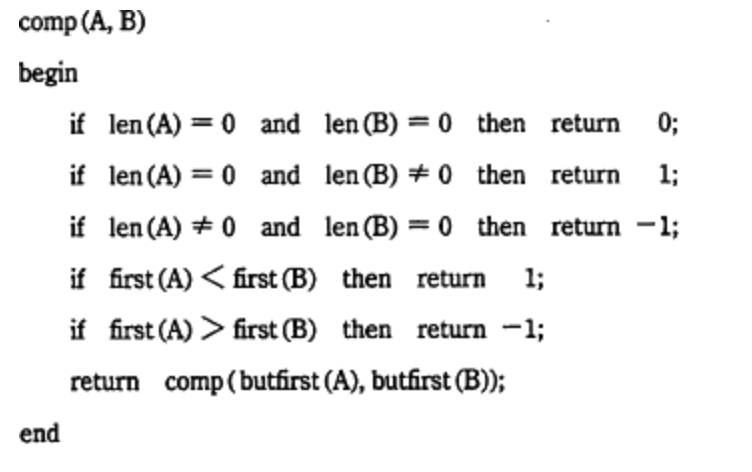 comp(A, B)
begin
if len(A) = 0 and len(B) = 0 then return 0;
if len(A) = 0 and len(B) ≠ 0 then return 1;
if len(A) ≠ 0 and len(B) = 0 then return −1;
if first(A) < first(B) then return 1;
if first(A) > first(B) then return −1;
return comp(butfirst(A), butfirst(B));
end